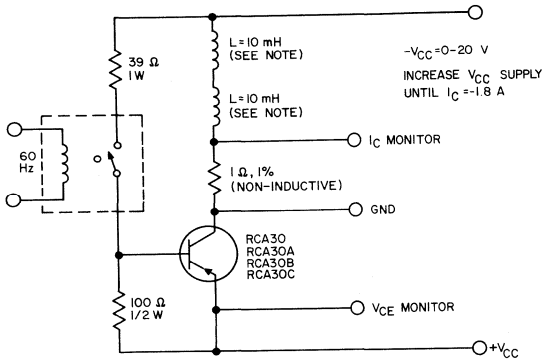 39 Ω
1 W
L = 10 mH
(SEE NOTE)
L = 10 mH
(SEE NOTE)
-VCC = 0-20 V
INCREASE VCC SUPPLY
UNTIL IC = -1.8 A
60
Hz
IC MONITOR
1 Ω, 1%
(NON-INDUCTIVE)
GND
RCA30
RCA30A
RCA30B
RCA30C
100 Ω
1/2 W
VCE MONITOR
+VCC